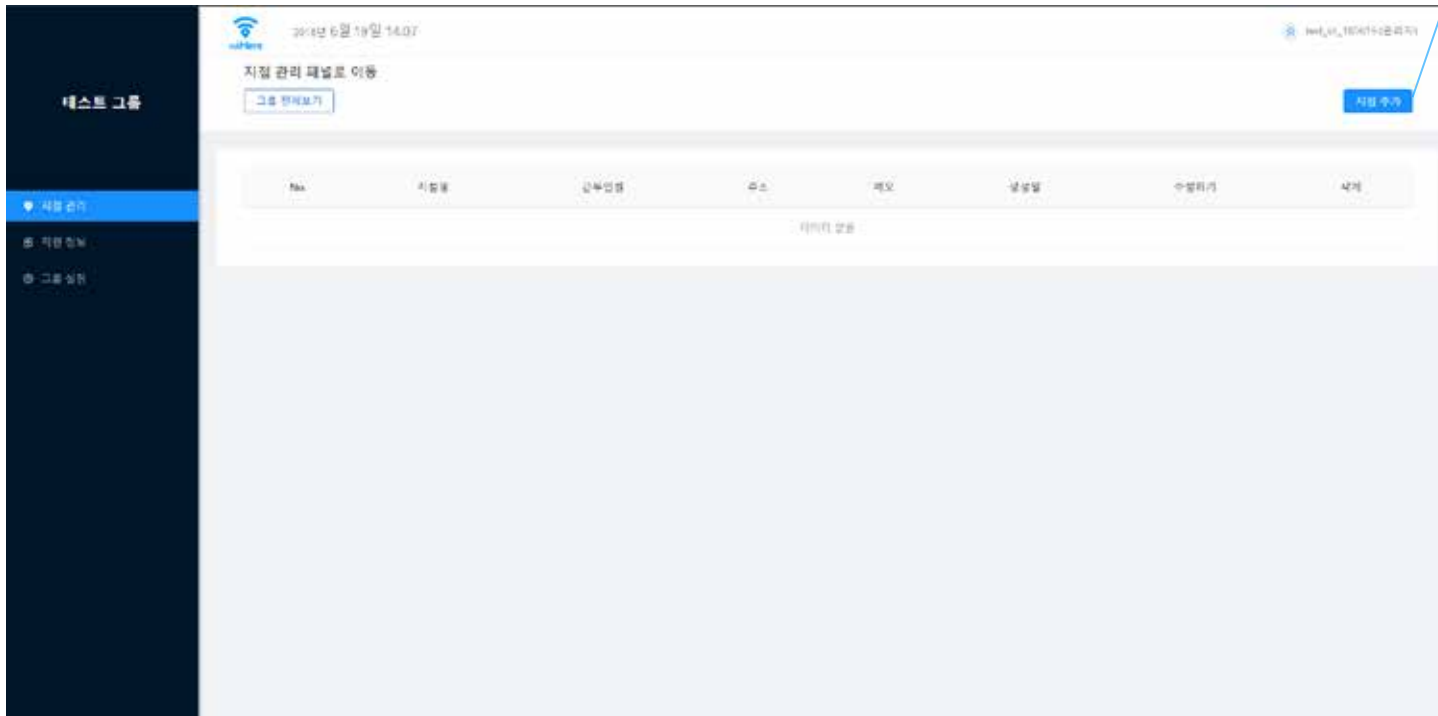 2018년 6월 19일 14:07
지점 관리 패널로 이동
테스트 그룹
그룹 전체보기
지점 추가
No. 지점명 근무인원 주소 메모 생성일 수정하기 삭제
지점 관리
데이터 없음
직원 정보
그룹 설정